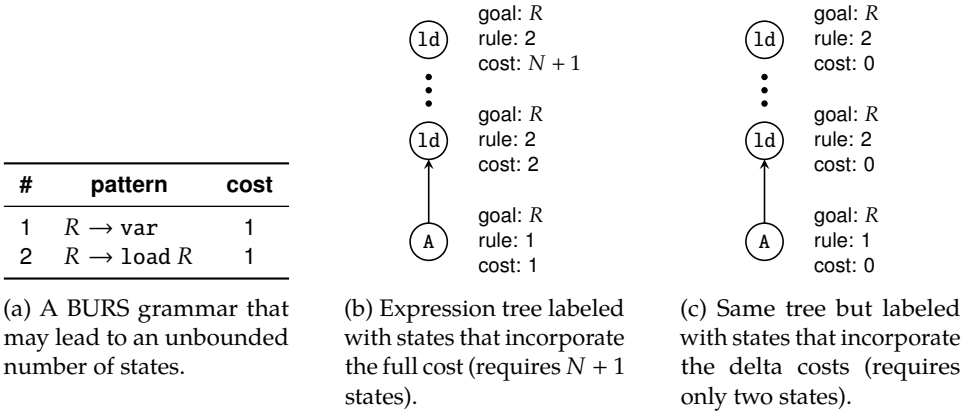 # pattern cost
1 R → var 1
2 R → load R 1
(a) A BURS grammar that
may lead to an unbounded
number of states.
ld
goal: R
rule: 2
cost: N + 1
ld
goal: R
rule: 2
cost: 2
A
goal: R
rule: 1
cost: 1
(b) Expression tree labeled
with states that incorporate
the full cost (requires N + 1
states).
ld
goal: R
rule: 2
cost: 0
ld
goal: R
rule: 2
cost: 0
A
goal: R
rule: 1
cost: 0
(c) Same tree but labeled
with states that incorporate
the delta costs (requires
only two states).